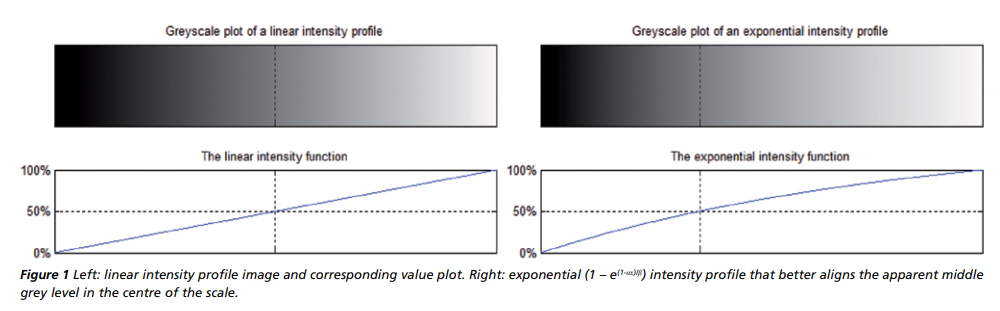 Greyscale plot of a linear intensity profile
Greyscale plot of an exponential intensity profile
The linear intensity function
The exponential intensity function
100%
50%
0%
100%
50%
0%
Figure 1 Left: linear intensity profile image and corresponding value plot. Right: exponential (1 – e(1-αx)/β) intensity profile that better aligns the apparent middle
grey level in the centre of the scale.